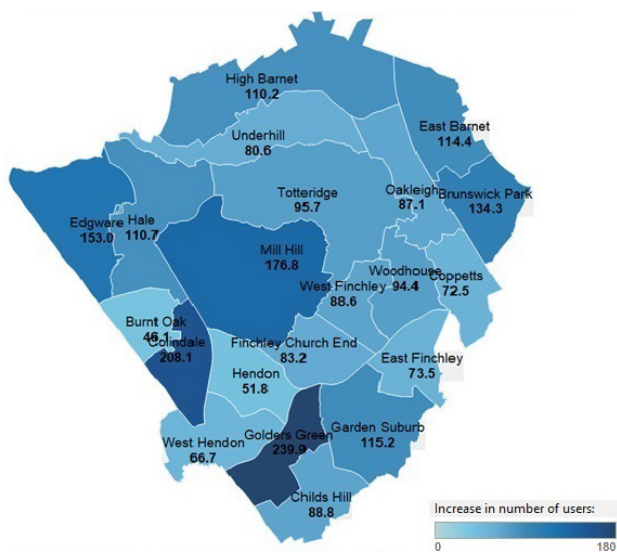 High Barnet
110.2
Underhill
80.6
East Barnet
114.4
Totteridge
95.7
Oakleigh
87.1
Brunswick Park
134.3
Edgware
153.0
Hale
110.7
Mill Hill
176.8
West Finchley
88.6
Woodhouse
94.4
Coppetts
72.5
Burnt Oak
46.1
Colindale
208.1
Finchley Church End
83.2
East Finchley
73.5
Hendon
51.8
West Hendon
66.7
Golders Green
239.9
Garden Suburb
115.2
Childs Hill
88.8
Increase in number of users:
0 180